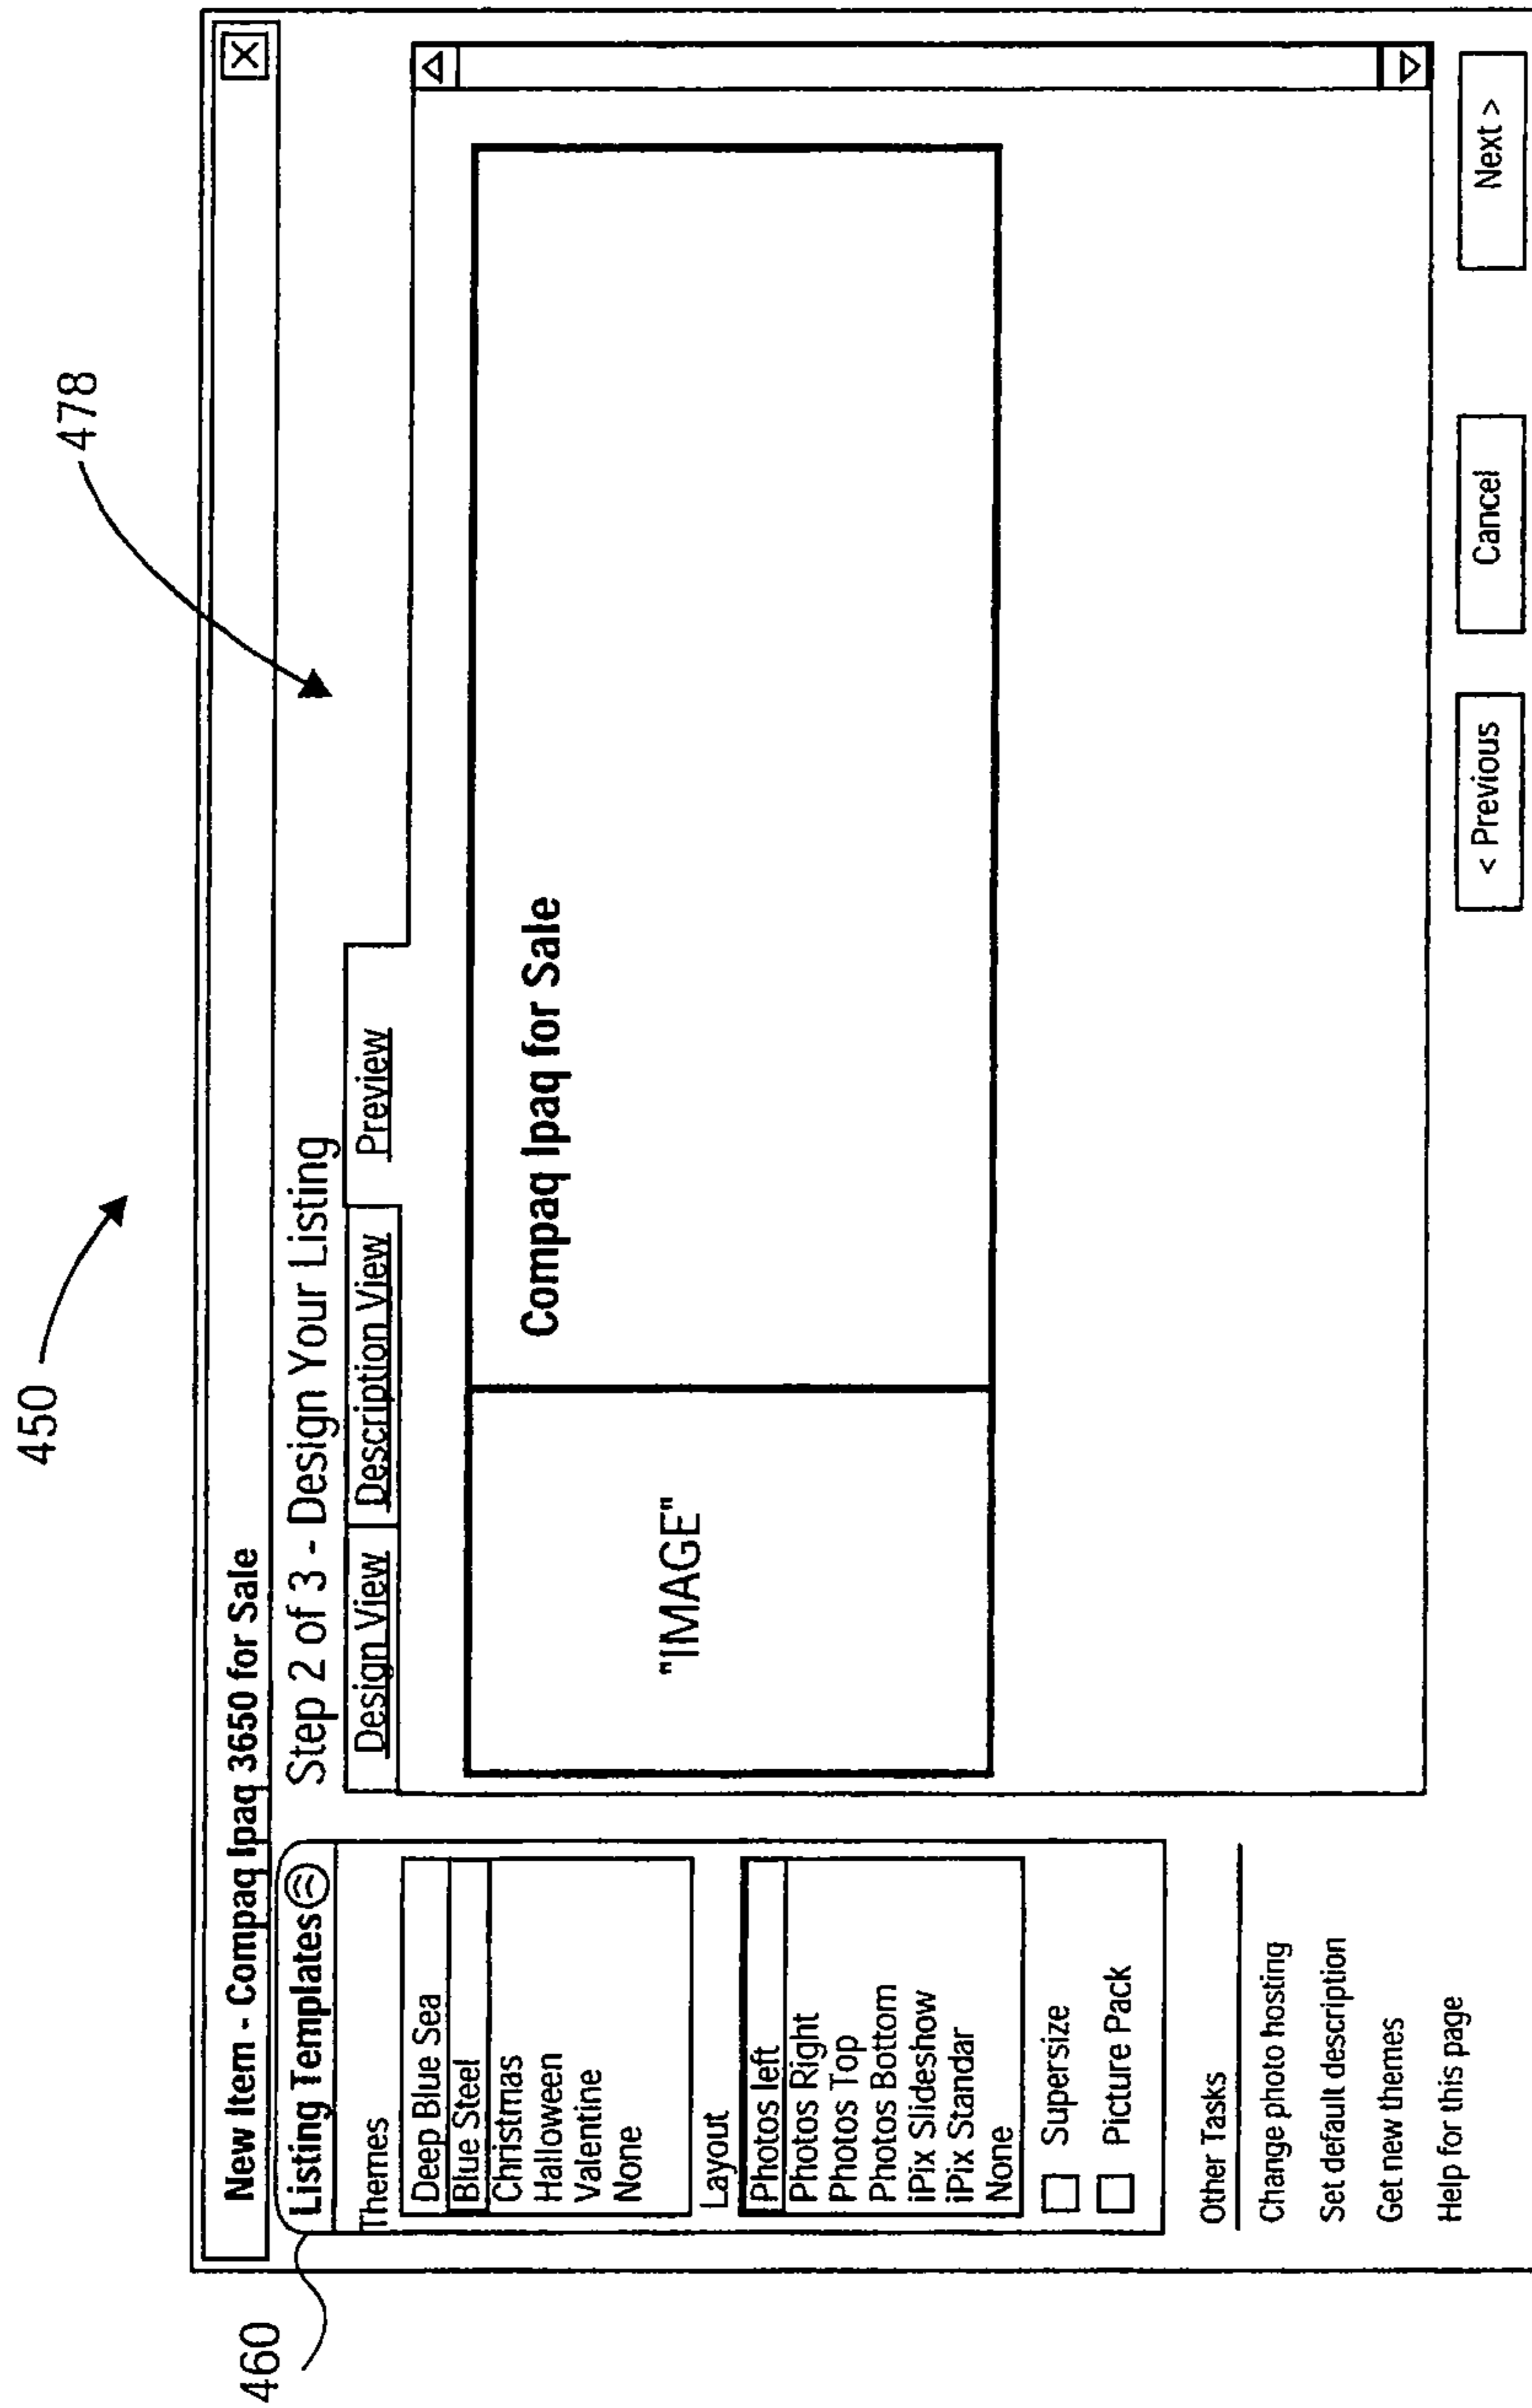 450
478
460
New Item - Compaq Ipaq 3650 for Sale
X
Listing Templates
Themes
Deep Blue Sea
Blue Steel
Christmas
Halloween
Valentine
None
Layout
Photos left
Photos Right
Photos Top
Photos Bottom
iPix Slideshow
iPix Standar
None
Supersize
Picture Pack
Other Tasks
Change photo hosting
Set default description
Get new themes
Help for this page
Step 2 of 3 - Design Your Listing
Design View Description View Preview
"IMAGE"
Compaq Ipaq for Sale
< Previous Cancel Next >